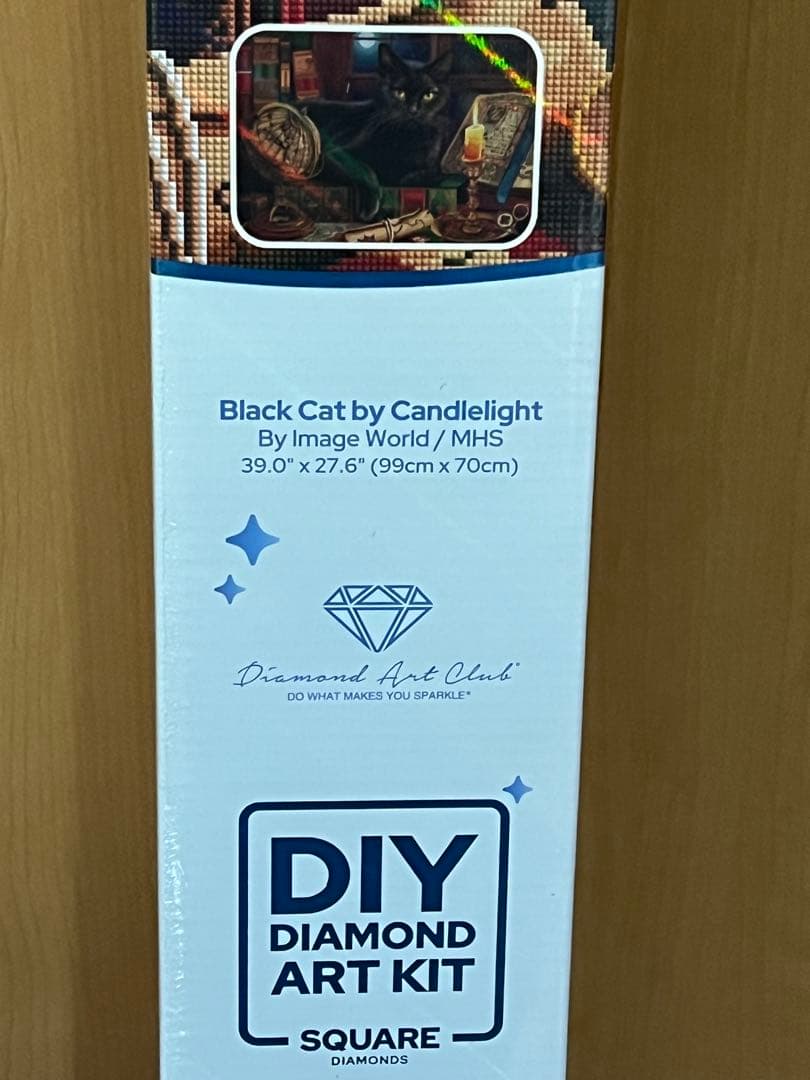 Black Cat by Candlelight
By Image World / MHS
39.0" x 27.6" (99cm x 70cm)
Diamond Art Club®
DO WHAT MAKES YOU SPARKLE®
DIY
DIAMOND
ART KIT
SQUARE
DIAMONDS